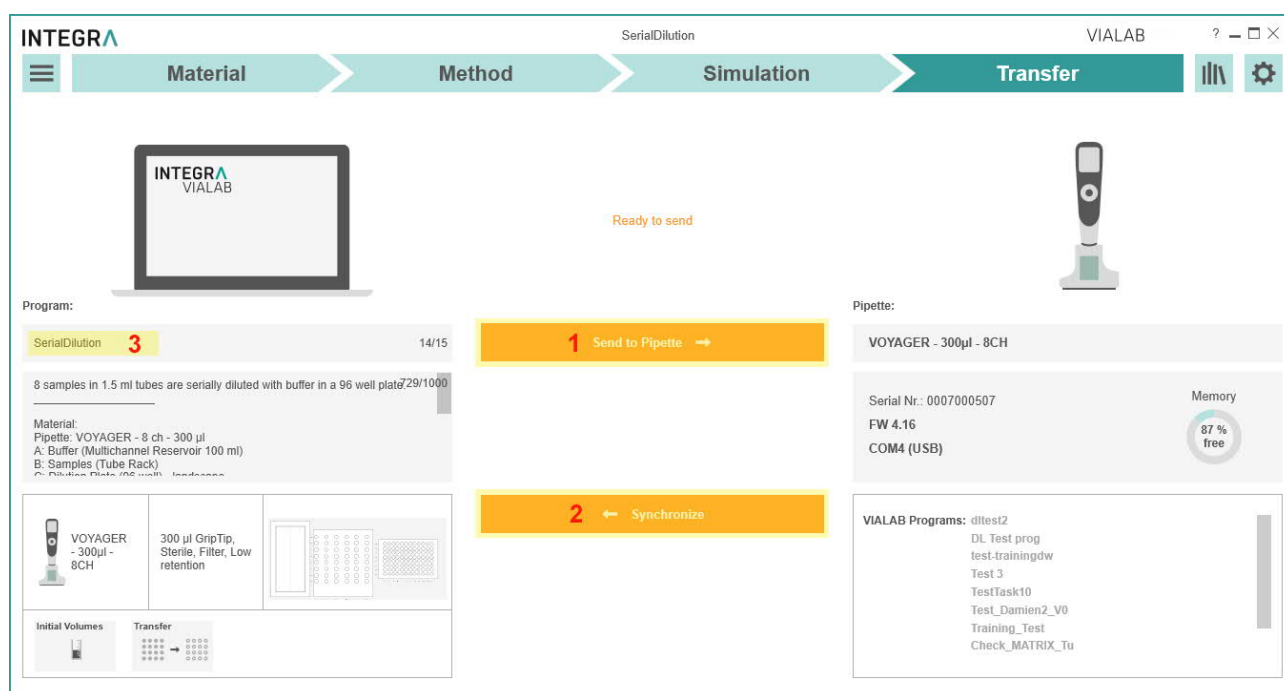 INTEGRA
SerialDilution
VIALAB
?
Material
Method
Simulation
Transfer
INTEGRA
VIALAB
Ready to send
Program:
Pipette:
SerialDilution 3
14/15
1 Send to Pipette →
VOYAGER - 300µl - 8CH
8 samples in 1.5 ml tubes are serially diluted with buffer in a 96 well plate.
729/1000
Material:
Pipette: VOYAGER - 8 ch - 300 µl
A: Buffer (Multichannel Reservoir 100 ml)
B: Samples (Tube Rack)
C: Dilution Plate (96 well) - landscape
Serial Nr.: 0007000507
FW 4.16
COM4 (USB)
Memory
87 %
free
2 ← Synchronize
VOYAGER
- 300µl -
8CH
300 µl GripTip,
Sterile, Filter, Low
retention
Initial Volumes
Transfer
VIALAB Programs: dltest2
DL Test prog
test-trainingdw
Test 3
TestTask10
Test_Damien2_V0
Training_Test
Check_MATRIX_Tu